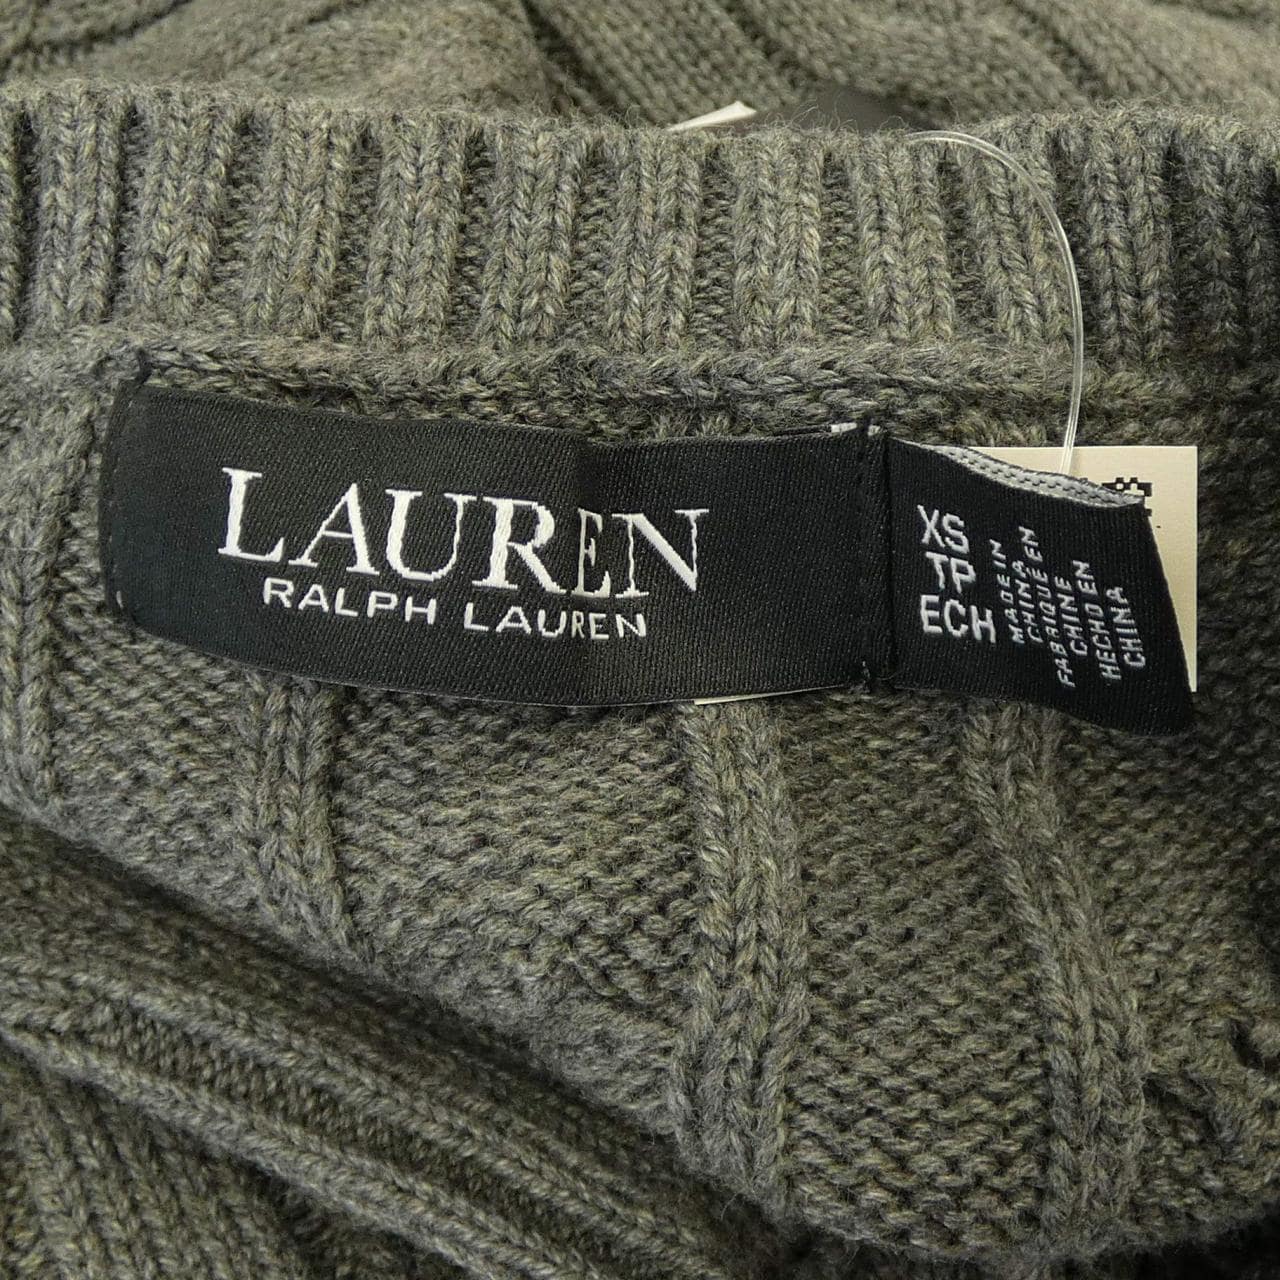 LAUREN
RALPH LAUREN
XS
TP
ECH
MADE IN
CHINA
FABRIQUÉ EN
CHINE
HECHO EN
CHINA